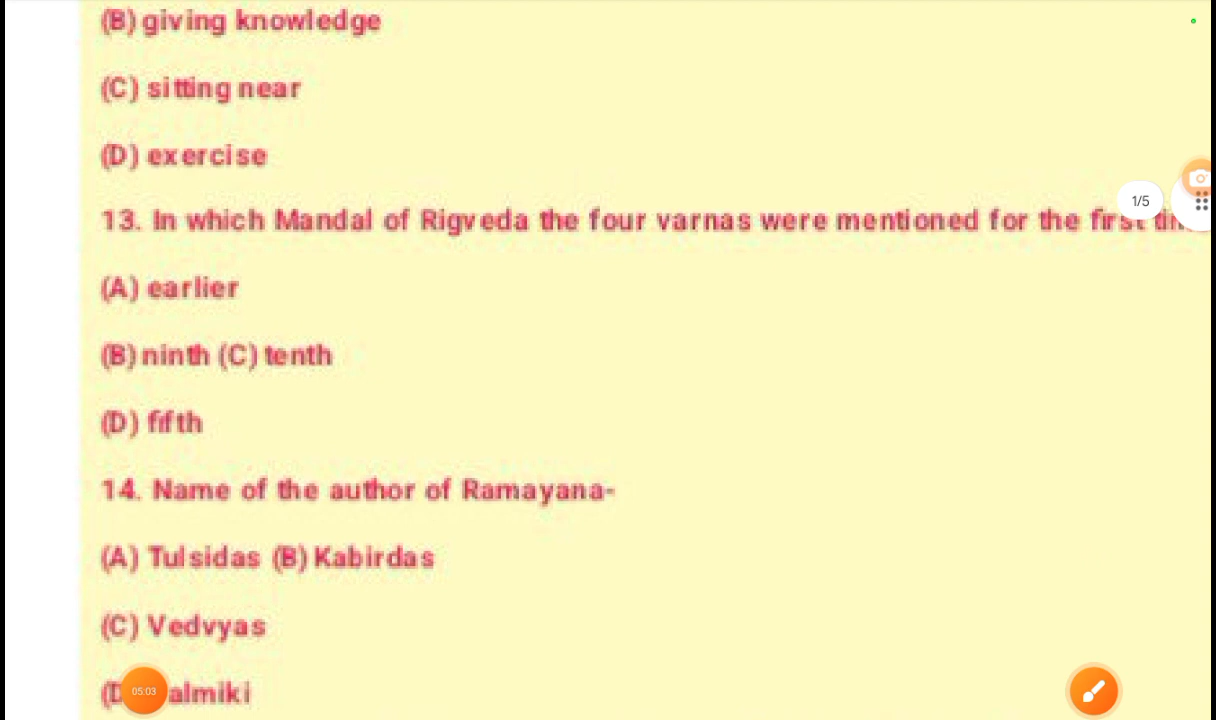 (B) giving knowledge
(C) sitting near
(D) exercise
13. In which Mandal of Rigveda the four varnas were mentioned for the first
1/5
(A) earlier
(B) ninth (C) tenth
(D) fifth
14. Name of the author of Ramayana-
(A) Tulsidas (B) Kabirdas
(C) Vedvyas
05:03